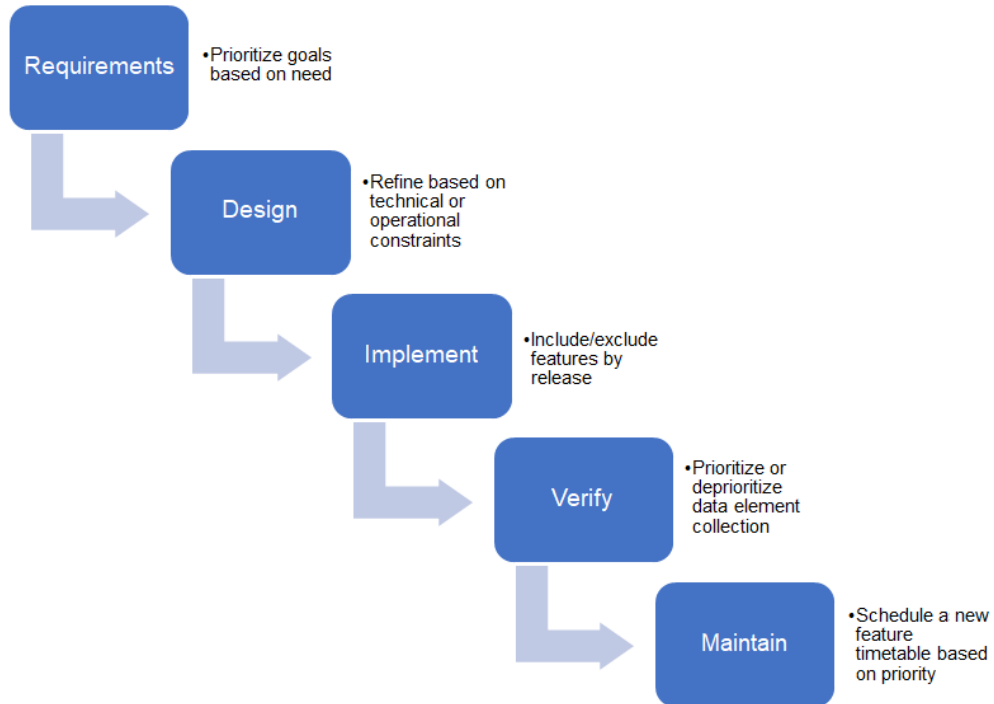 Requirements
•Prioritize goals
based on need
Design
•Refine based on
technical or
operational
constraints
Implement
•Include/exclude
features by
release
Verify
•Prioritize or
deprioritize
data element
collection
Maintain
•Schedule a new
feature
timetable based
on priority